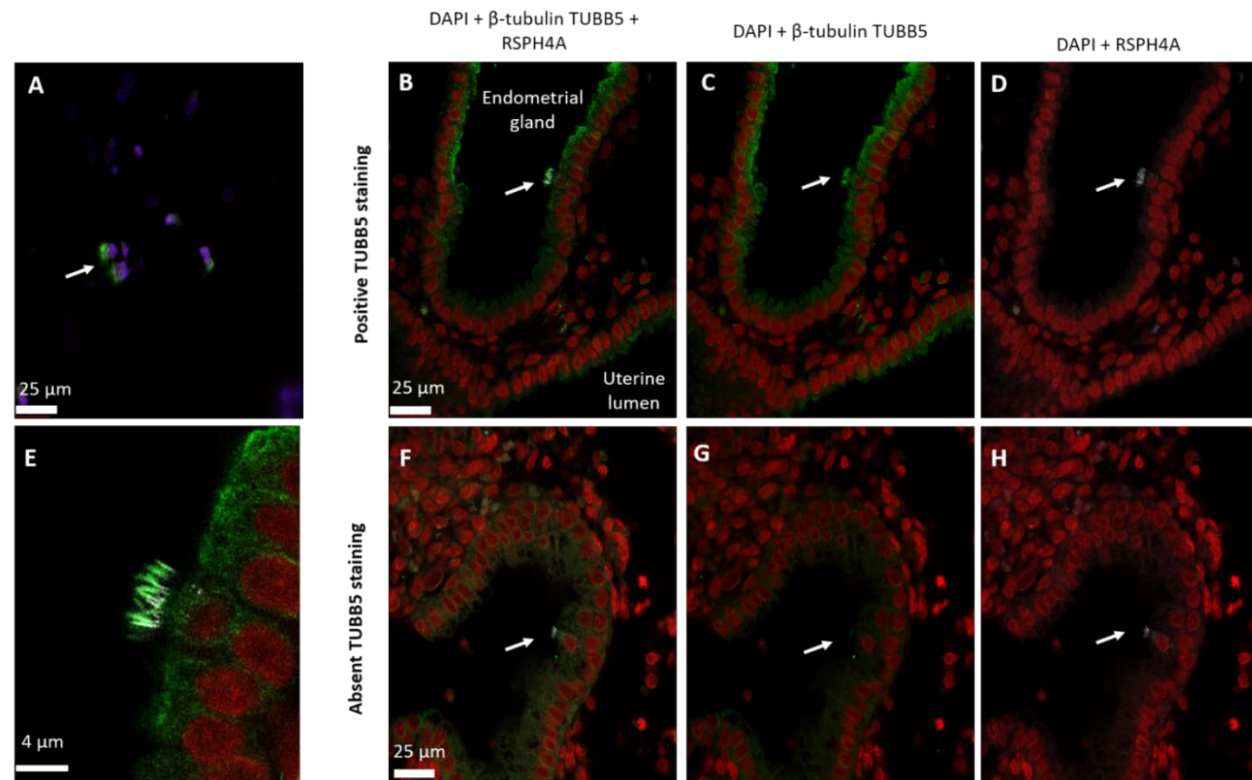 DAPI + β-tubulin TUBB5 +
RSPH4A
DAPI + β-tubulin TUBB5
DAPI + RSPH4A
A
B
Endometrial
gland
C
D
Positive TUBB5 staining
25 µm
25 µm
Uterine
lumen
E
F
G
H
Absent TUBB5 staining
4 µm
25 µm